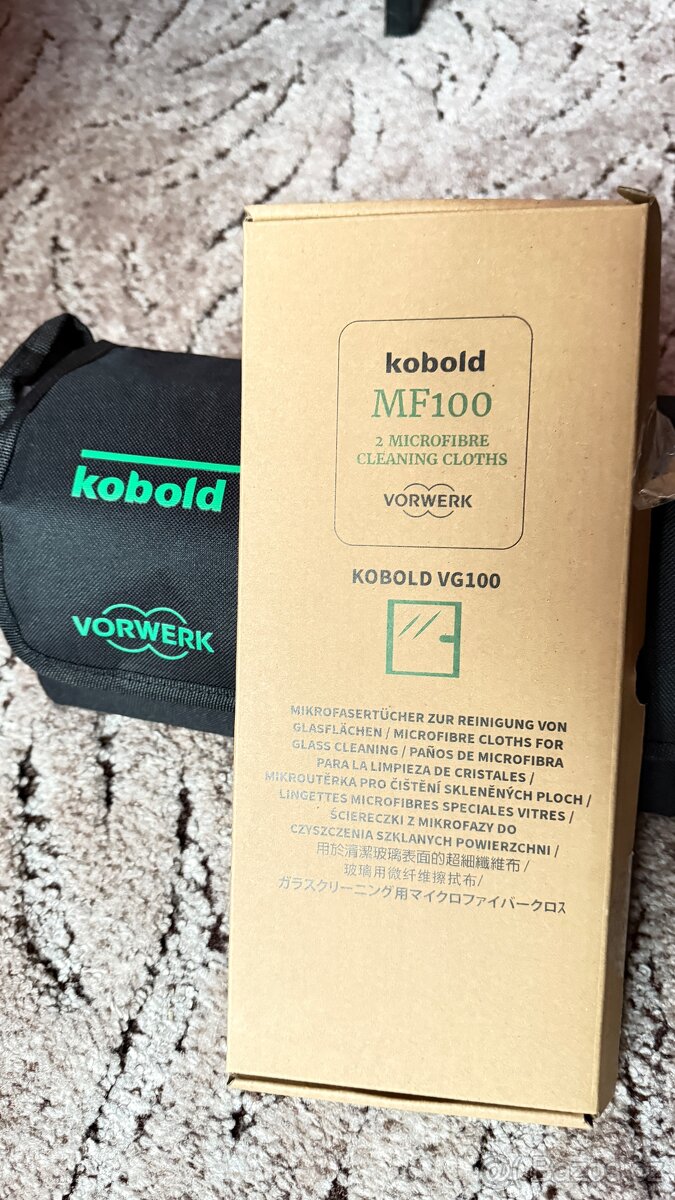 kobold
VORWERK
kobold
MF100
2 MICROFIBRE
CLEANING CLOTHS
VORWERK
KOBOLD VG100
MIKROFASERTÜCHER ZUR REINIGUNG VON
GLASFLÄCHEN / MICROFIBRE CLOTHS FOR
GLASS CLEANING / PAÑOS DE MICROFIBRA
PARA LA LIMPIEZA DE CRISTALES /
MIKROUTĚRKA PRO ČIŠTĚNÍ SKLENĚNÝCH PLOCH /
LINGETTES MICROFIBRES SPECIALES VITRES /
ŚCIERECZKI Z MIKROFAZY DO
CZYSZCZENIA SZKLANYCH POWIERZCHNI /
用於清潔玻璃表面的超細纖維布 /
玻璃用微纤维擦拭布/
ガラスクリーニング用マイクロファイバークロス